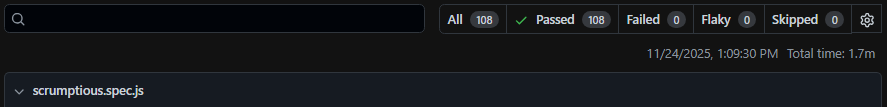 All 108 Passed 108 Failed 0 Flaky 0 Skipped 0
11/24/2025, 1:09:30 PM Total time: 1.7m
scrumptious.spec.js